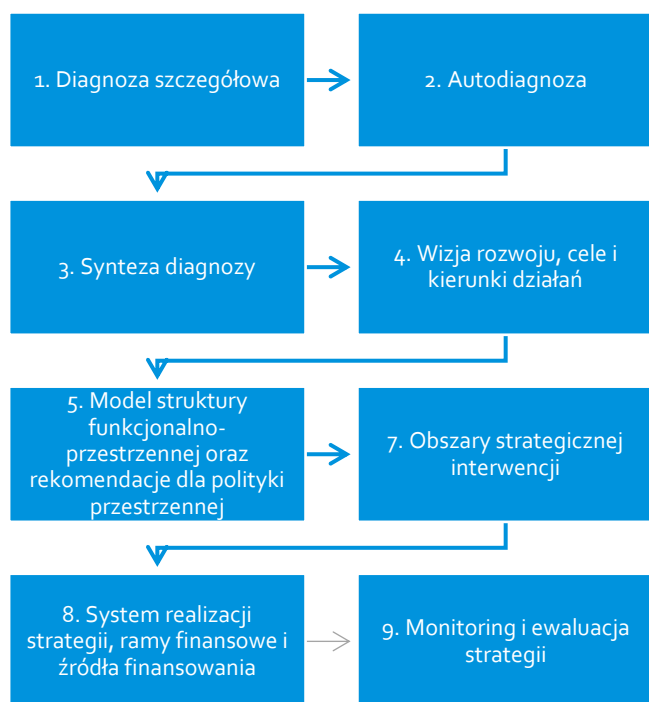 1. Diagnoza szczegółowa
2. Autodiagnoza
3. Synteza diagnozy
4. Wizja rozwoju, cele i
kierunki działań
5. Model struktury
funkcjonalno-
przestrzennej oraz
rekomendacje dla polityki
przestrzennej
7. Obszary strategicznej
interwencji
8. System realizacji
strategii, ramy finansowe i
źródła finansowania
9. Monitoring i ewaluacja
strategii